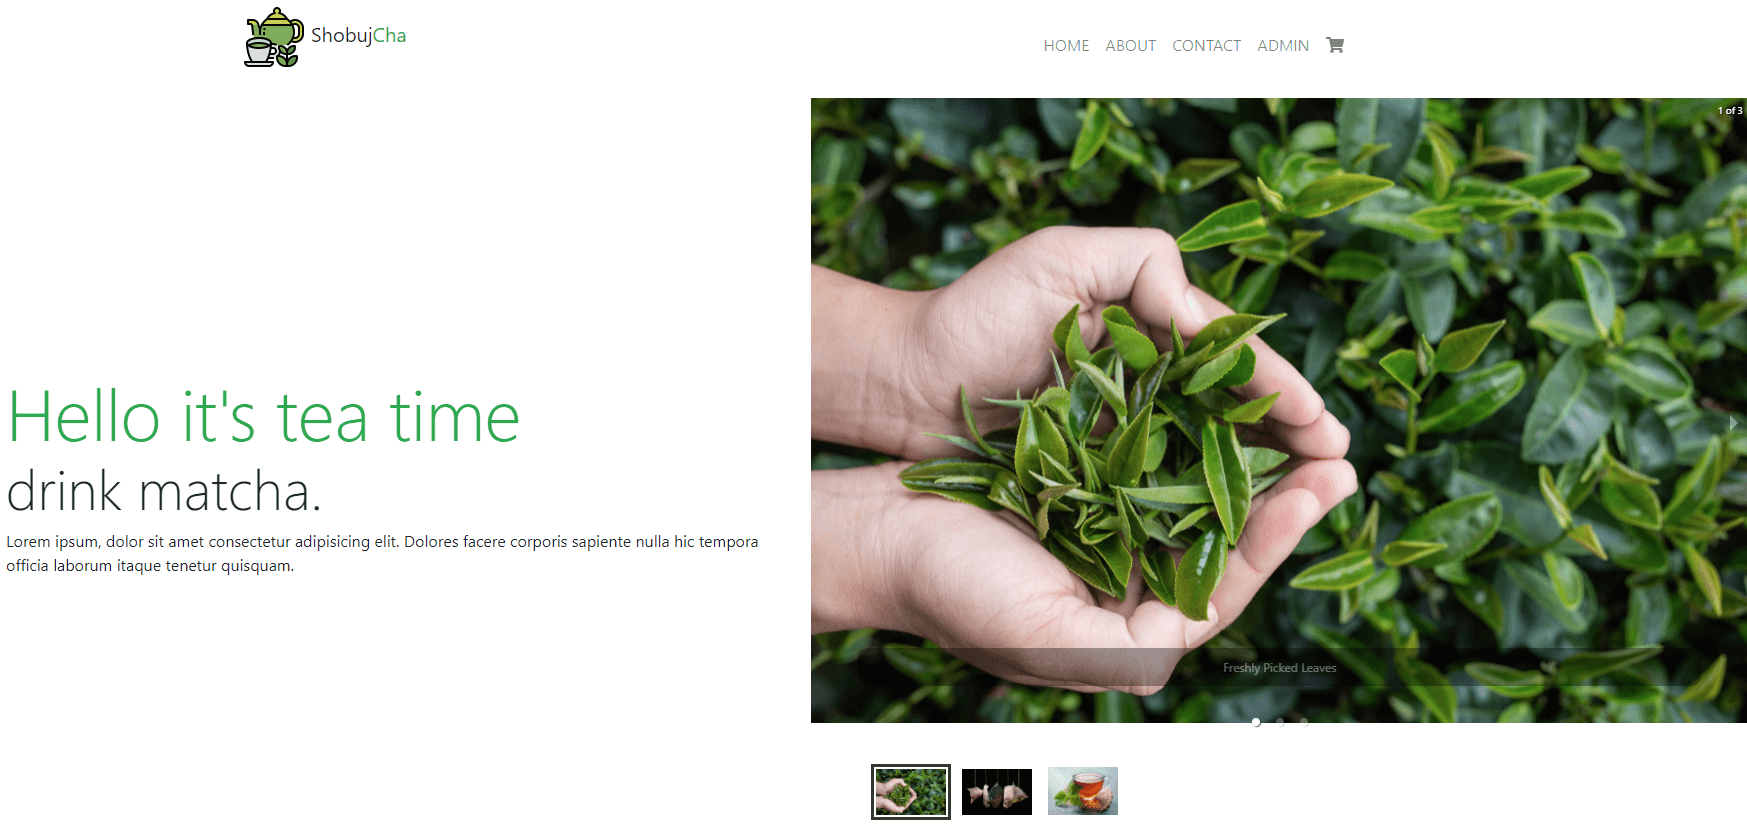 ShobujCha
HOME ABOUT CONTACT ADMIN
1 of 3
Hello it's tea time
drink matcha.
Lorem ipsum, dolor sit amet consectetur adipisicing elit. Dolores facere corporis sapiente nulla hic tempora
officia laborum itaque tenetur quisquam.
Freshly Picked Leaves